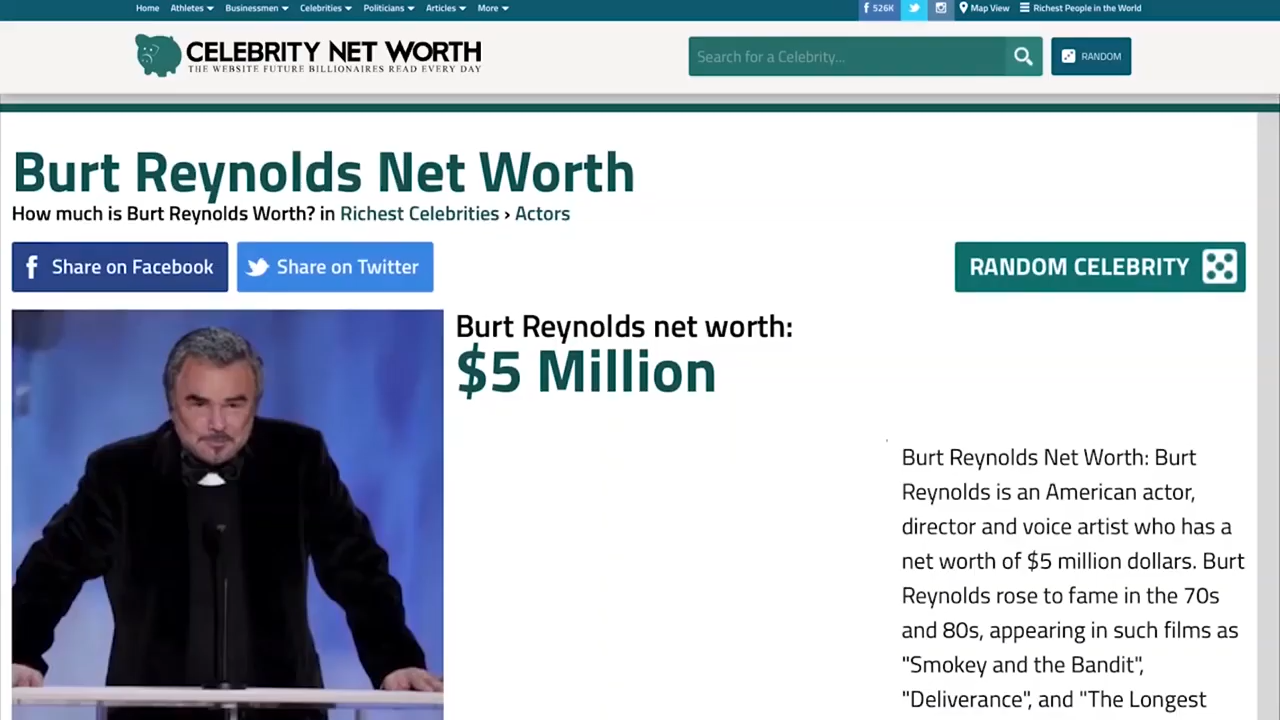 Home Athletes Businessmen Celebrities Politicians Articles More 526K Map View Richest People in the World
CELEBRITY NET WORTH
THE WEBSITE FUTURE BILLIONAIRES READ EVERY DAY
Search for a Celebrity... RANDOM
Burt Reynolds Net Worth
How much is Burt Reynolds Worth? in Richest Celebrities › Actors
f Share on Facebook Share on Twitter RANDOM CELEBRITY
Burt Reynolds net worth:
$5 Million
Burt Reynolds Net Worth: Burt
Reynolds is an American actor,
director and voice artist who has a
net worth of $5 million dollars. Burt
Reynolds rose to fame in the 70s
and 80s, appearing in such films as
"Smokey and the Bandit",
"Deliverance", and "The Longest